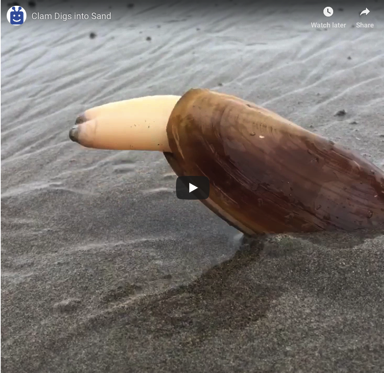 Clam Digs into Sand
Watch later
Share